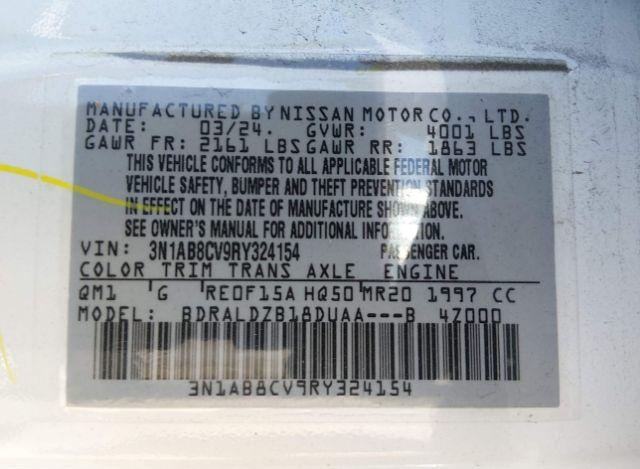 MANUFACTURED BY NISSAN MOTOR CO., LTD.
DATE: 03/24. GVWR: 4001 LBS
GAWR FR: 2161 LBS GAWR RR: 1863 LBS
THIS VEHICLE CONFORMS TO ALL APPLICABLE FEDERAL MOTOR
VEHICLE SAFETY, BUMPER AND THEFT PREVENTION STANDARDS
IN EFFECT ON THE DATE OF MANUFACTURE SHOWN ABOVE.
SEE OWNER'S MANUAL FOR ADDITIONAL INFORMATION.
VIN: 3N1AB8CV9RY324154 PASSENGER CAR.
COLOR TRIM TRANS AXLE ENGINE
QM1 G RE0F15A HQ50 MR20 1997 CC
MODEL: BDRALDZB18DUAA---B 4Z000
3N1AB8CV9RY324154